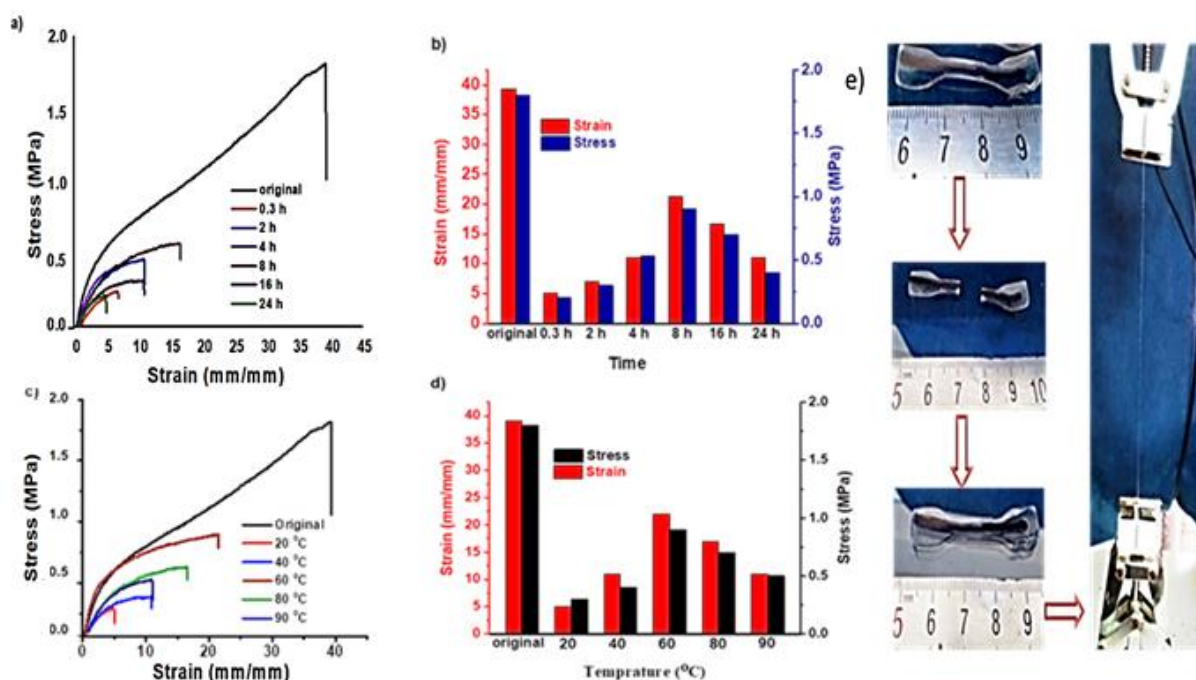 a)
2.0
1.5
1.0
0.5
0.0
Stress (MPa)
original
0.3 h
2 h
4 h
8 h
16 h
24 h
0 5 10 15 20 25 30 35 40 45
Strain (mm/mm)
b)
40
35
30
25
20
15
10
5
0
Strain (mm/mm)
Strain
Stress
2.0
1.5
1.0
0.5
0.0
Stress (MPa)
original 0.3 h 2 h 4 h 8 h 16 h 24 h
Time
c)
2.0
1.5
1.0
0.5
0.0
Stress (MPa)
Original
20 °C
40 °C
60 °C
80 °C
90 °C
0 5 10 15 20 25 30 35 40
Strain (mm/mm)
d)
40
35
30
25
20
15
10
5
0
Strain (mm/mm)
Stress
Strain
2.0
1.5
1.0
0.5
0.0
Stress (MPa)
original 20 40 60 80 90
Temprature (⁰C)
e)
6 7 8 9
5 6 7 8 9 10
5 6 7 8 9